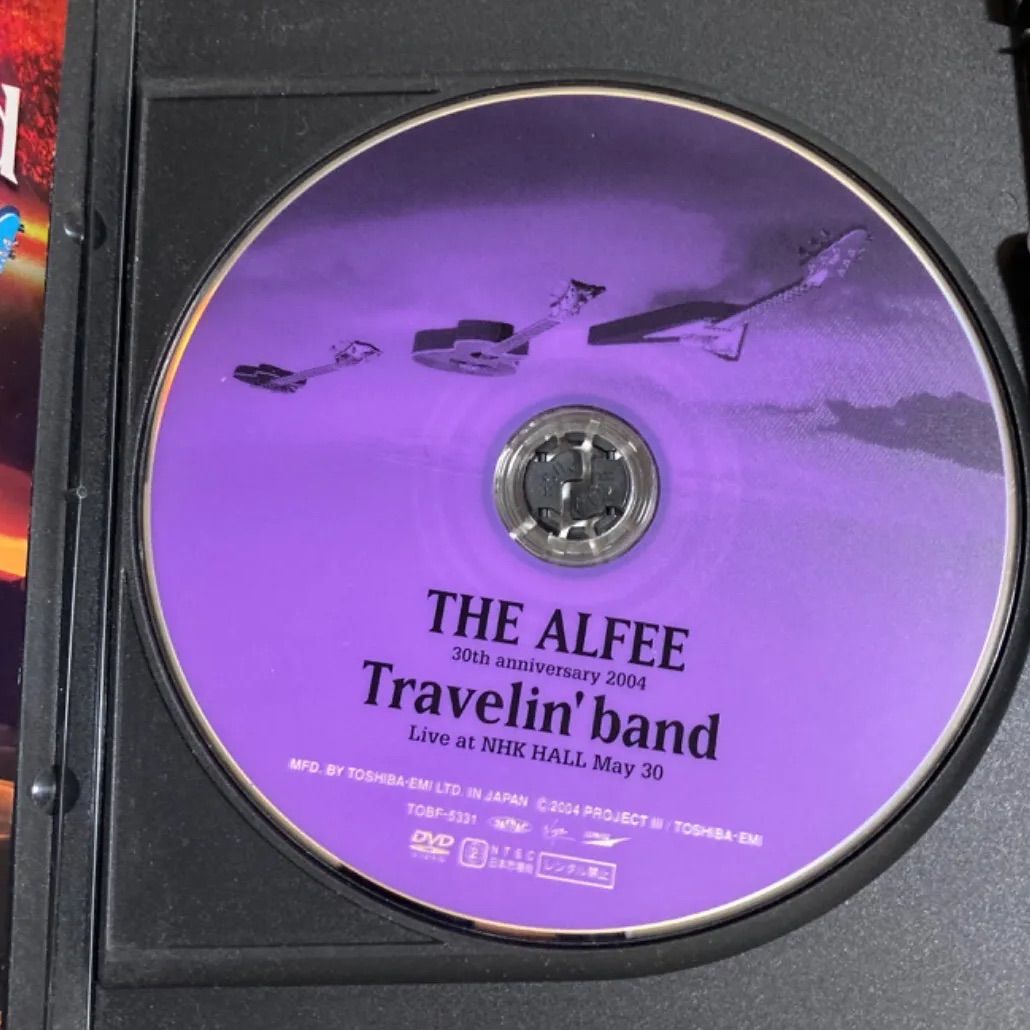 THE ALFEE
30th anniversary 2004
Travelin' band
Live at NHK HALL May 30
MFD. BY TOSHIBA·EMI LTD. IN JAPAN ©2004 PROJECT III / TOSHIBA·EMI
TOBF-5331
DVD
2 NTSC
日本市場向
レンタル禁止